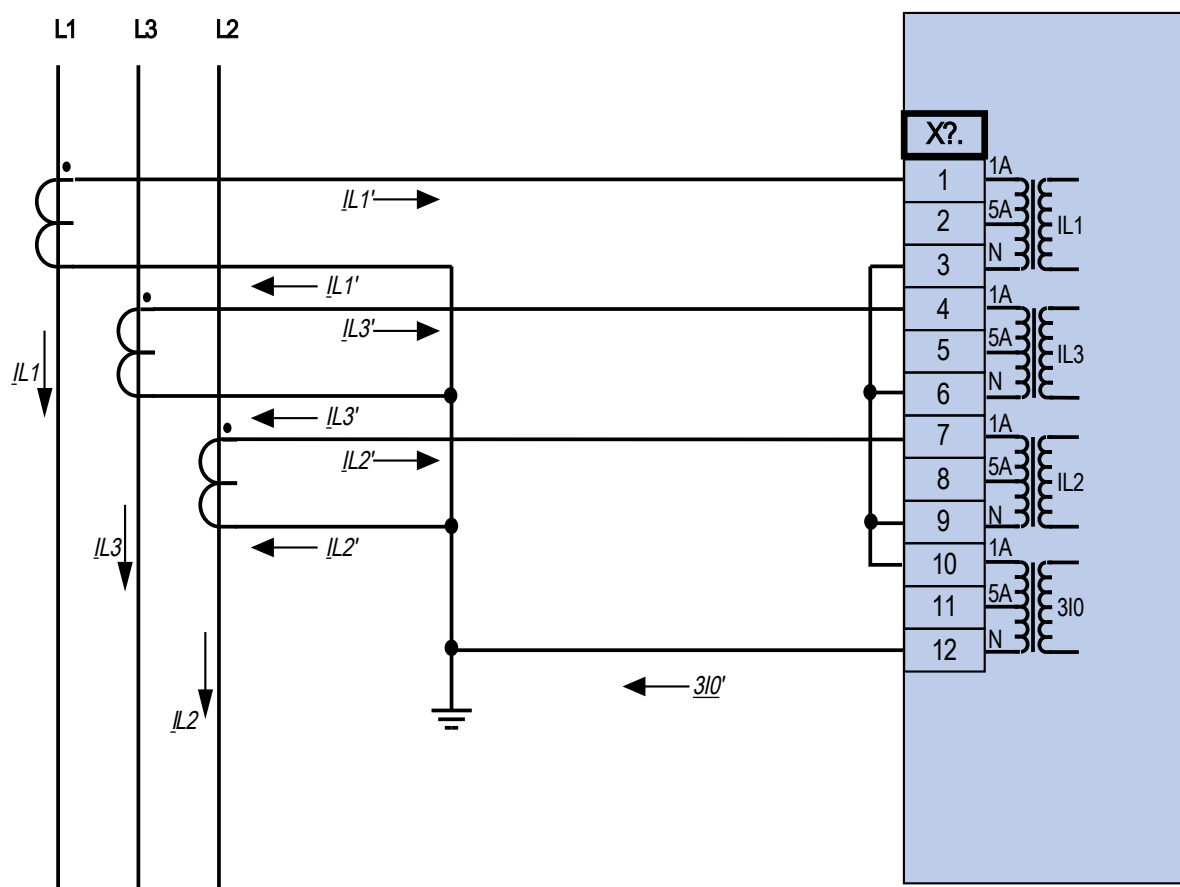 L1 L3 L2
X?.
1 1A
IL1'
2 5A IL1
3 N
IL1'
4 1A
IL3'
5 5A IL3
IL1
6 N
IL3'
7 1A
IL2'
8 5A IL2
9 N
IL3
IL2'
10 1A
11 5A 3I0
12 N
3I0'
IL2